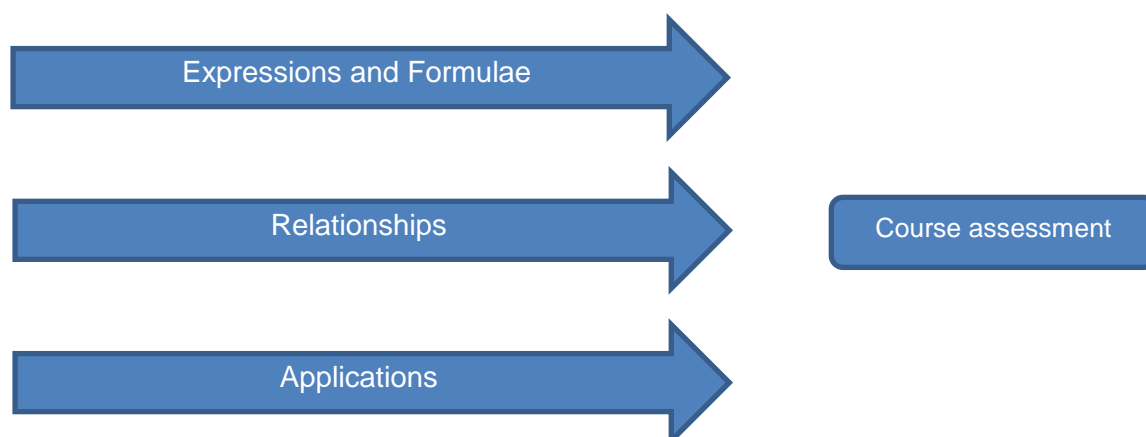 Expressions and Formulae
Relationships
Course assessment
Applications